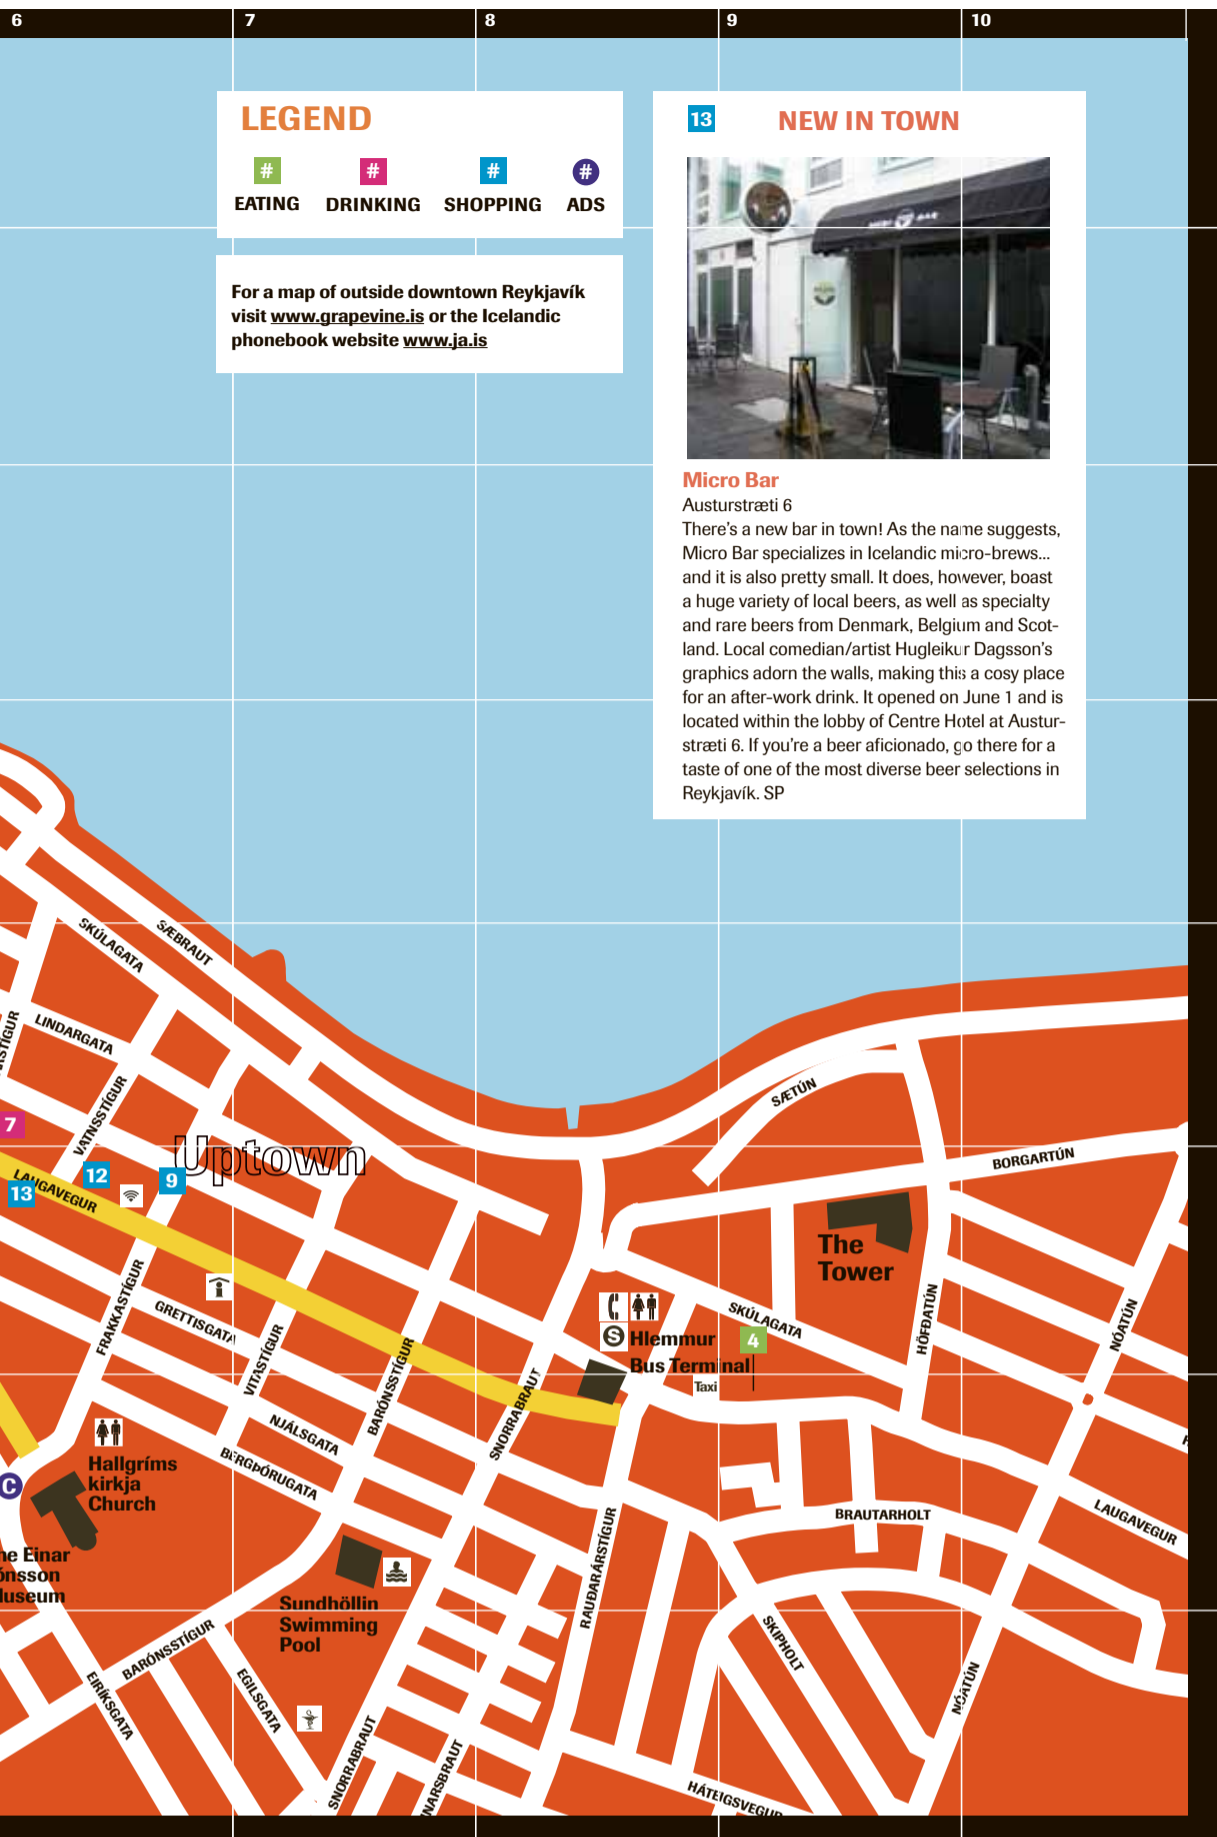 6
7
8
9
10
LEGEND
#
#
#
#
EATING
DRINKING
SHOPPING
ADS
For a map of outside downtown Reykjavík
visit www.grapevine.is or the Icelandic
phonebook website www.ja.is
13
NEW IN TOWN
Micro Bar
Austurstræti 6
There's a new bar in town! As the name suggests,
Micro Bar specializes in Icelandic micro-brews...
and it is also pretty small. It does, however, boast
a huge variety of local beers, as well as specialty
and rare beers from Denmark, Belgium and Scot-
land. Local comedian/artist Hugleikur Dagsson's
graphics adorn the walls, making this a cosy place
for an after-work drink. It opened on June 1 and is
located within the lobby of Centre Hotel at Austur-
stræti 6. If you're a beer aficionado, go there for a
taste of one of the most diverse beer selections in
Reykjavík. SP
SKÚLAGATA
SÆBRAUT
LINDARGATA
VATNSSTÍGUR
7
12
9
13
LAUGAVEGUR
Uptown
SÆTÚN
BORGARTÚN
The
Tower
FRAKKASTÍGUR
GRETTISGATA
VITASTÍGUR
BARÓNSSTÍGUR
SNORRABRAUT
S
Hlemmur
Bus Terminal
Taxi
SKÚLAGATA
4
HÖFÐATÚN
NÓATÚN
NJÁLSGATA
BERGÞÓRUGATA
Hallgríms
kirkja
Church
C
he Einar
ónsson
useum
Sundhöllin
Swimming
Pool
RAUÐARÁRSTÍGUR
BRAUTARHOLT
LAUGAVEGUR
SKIPHOLT
NÓATÚN
BARÓNSSTÍGUR
EIRÍKSGATA
EGILSGATA
SNORRABRAUT
NARSBRAUT
HÁTEIGSVEGUR